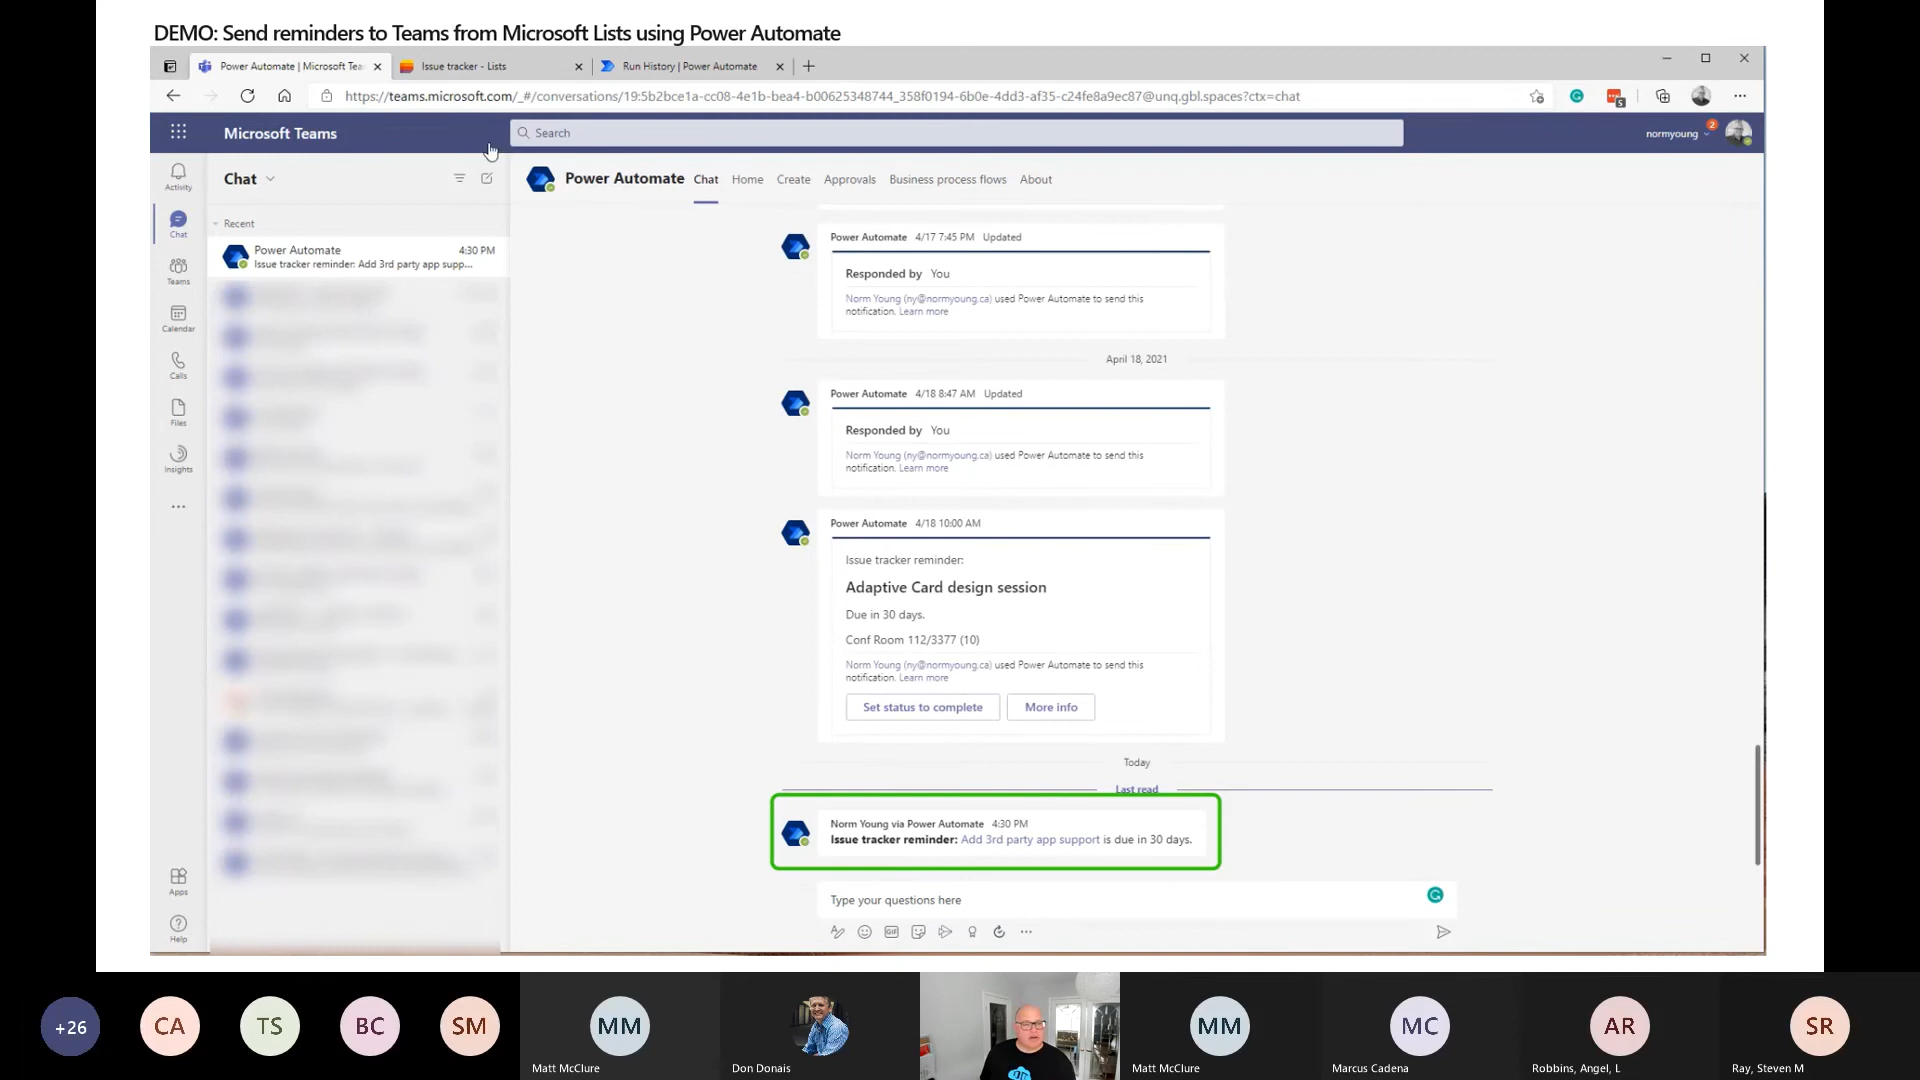 DEMO: Send reminders to Teams from Microsoft Lists using Power Automate
Power Automate | Microsoft Tea
Issue tracker - Lists
Run History | Power Automate
https://teams.microsoft.com/_#/conversations/19:5b2bce1a-cc08-4e1b-bea4-b00625348744_358f0194-6b0e-4dd3-af35-c24fe8a9ec87@unq.gbl.spaces?ctx=chat
5
Microsoft Teams
Search
normyoung
2
Activity
Chat
Teams
Calendar
Calls
Files
Insights
Apps
Help
Chat
Recent
Power Automate 4:30 PM
Issue tracker reminder: Add 3rd party app supp...
Power Automate Chat Home Create Approvals Business process flows About
Power Automate 4/17 7:45 PM Updated
Responded by You
Norm Young (ny@normyoung.ca) used Power Automate to send this
notification. Learn more
April 18, 2021
Power Automate 4/18 8:47 AM Updated
Responded by You
Norm Young (ny@normyoung.ca) used Power Automate to send this
notification. Learn more
Power Automate 4/18 10:00 AM
Issue tracker reminder:
Adaptive Card design session
Due in 30 days.
Conf Room 112/3377 (10)
Norm Young (ny@normyoung.ca) used Power Automate to send this
notification. Learn more
Set status to complete More info
Today
Last read
Norm Young via Power Automate 4:30 PM
Issue tracker reminder: Add 3rd party app support is due in 30 days.
Type your questions here
GIF
+26
CA
TS
BC
SM
MM
Matt McClure
Don Donais
MM
Matt McClure
MC
Marcus Cadena
AR
Robbins, Angel, L
SR
Ray, Steven M